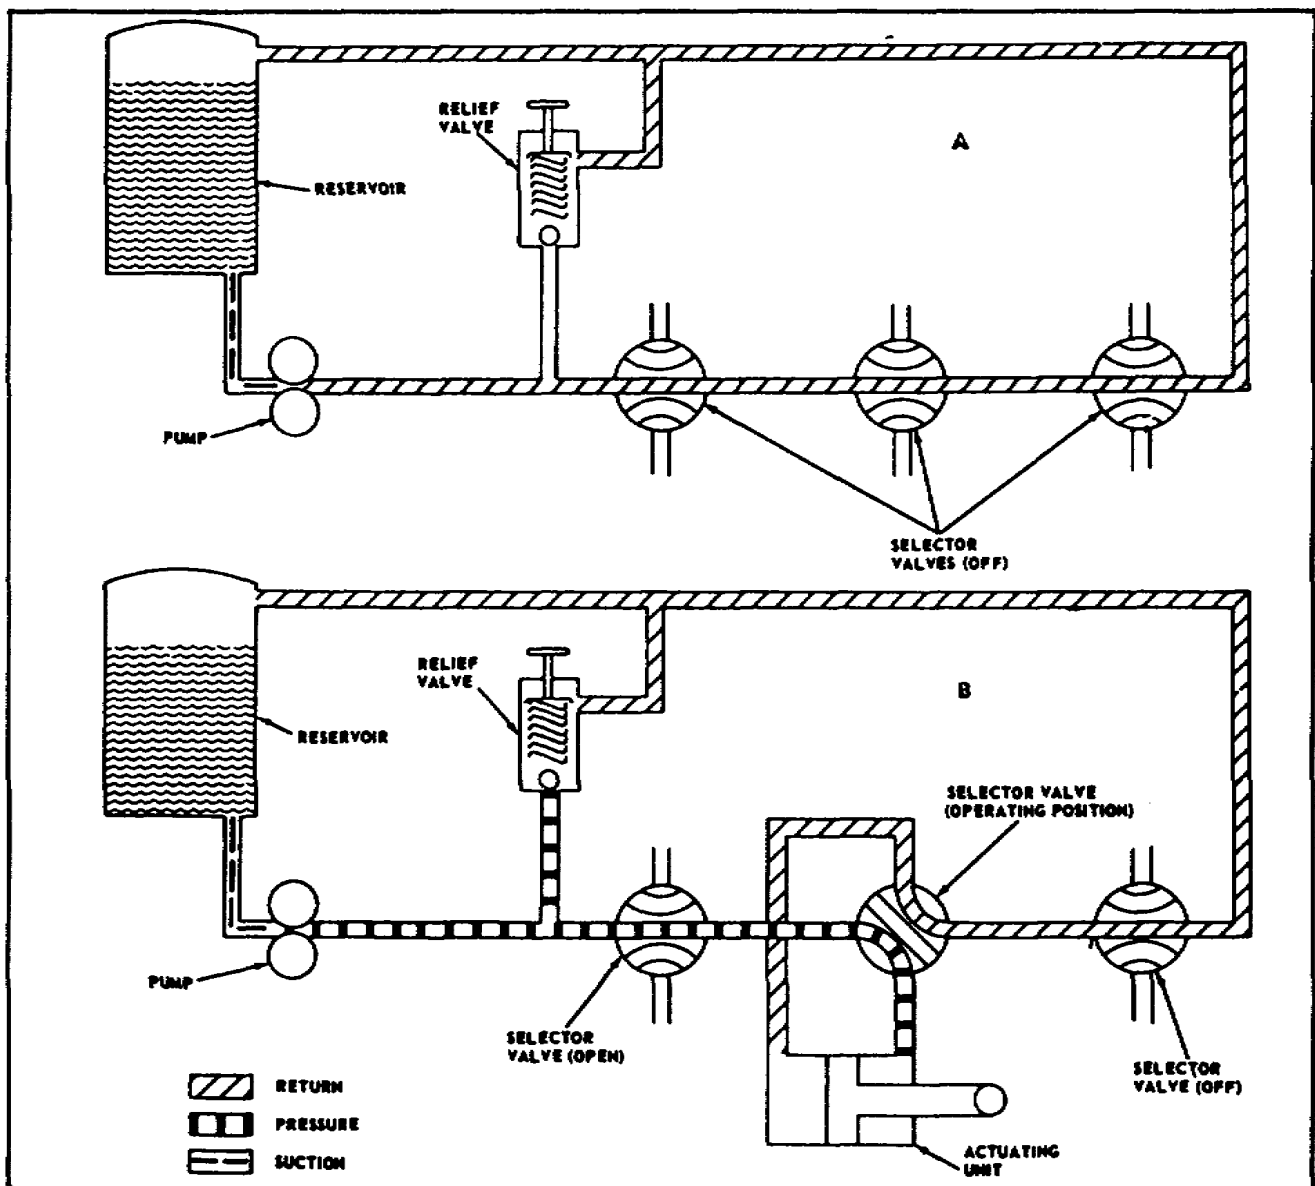 RELIEF
VALVE
A
RESERVOIR
PUMP
SELECTOR
VALVES (OFF)
RELIEF
VALVE
B
RESERVOIR
SELECTOR VALVE
(OPERATING POSITION)
PUMP
SELECTOR
VALVE (OPEN)
SELECTOR
VALVE (OFF)
RETURN
PRESSURE
SUCTION
ACTUATING
UNIT